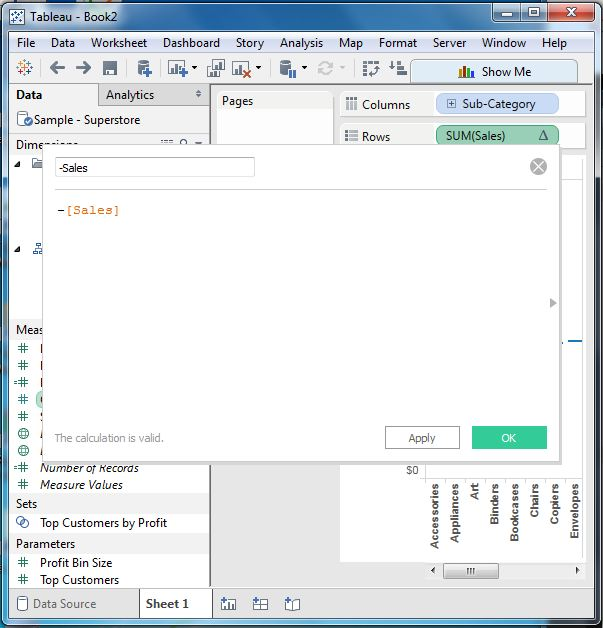 Tableau - Book2
File Data Worksheet Dashboard Story Analysis Map Format Server Window Help
Show Me
Data Analytics
Pages
Columns Sub-Category
Sample - Superstore
Rows SUM(Sales) Δ
Dimensions
-Sales
-[Sales]
Meas
The calculation is valid.
Apply OK
Number of Records
Measure Values
$0
Sets
Top Customers by Profit
Parameters
Profit Bin Size
Top Customers
Accessories
Appliances
Art
Binders
Bookcases
Chairs
Copiers
Envelopes
Data Source Sheet 1